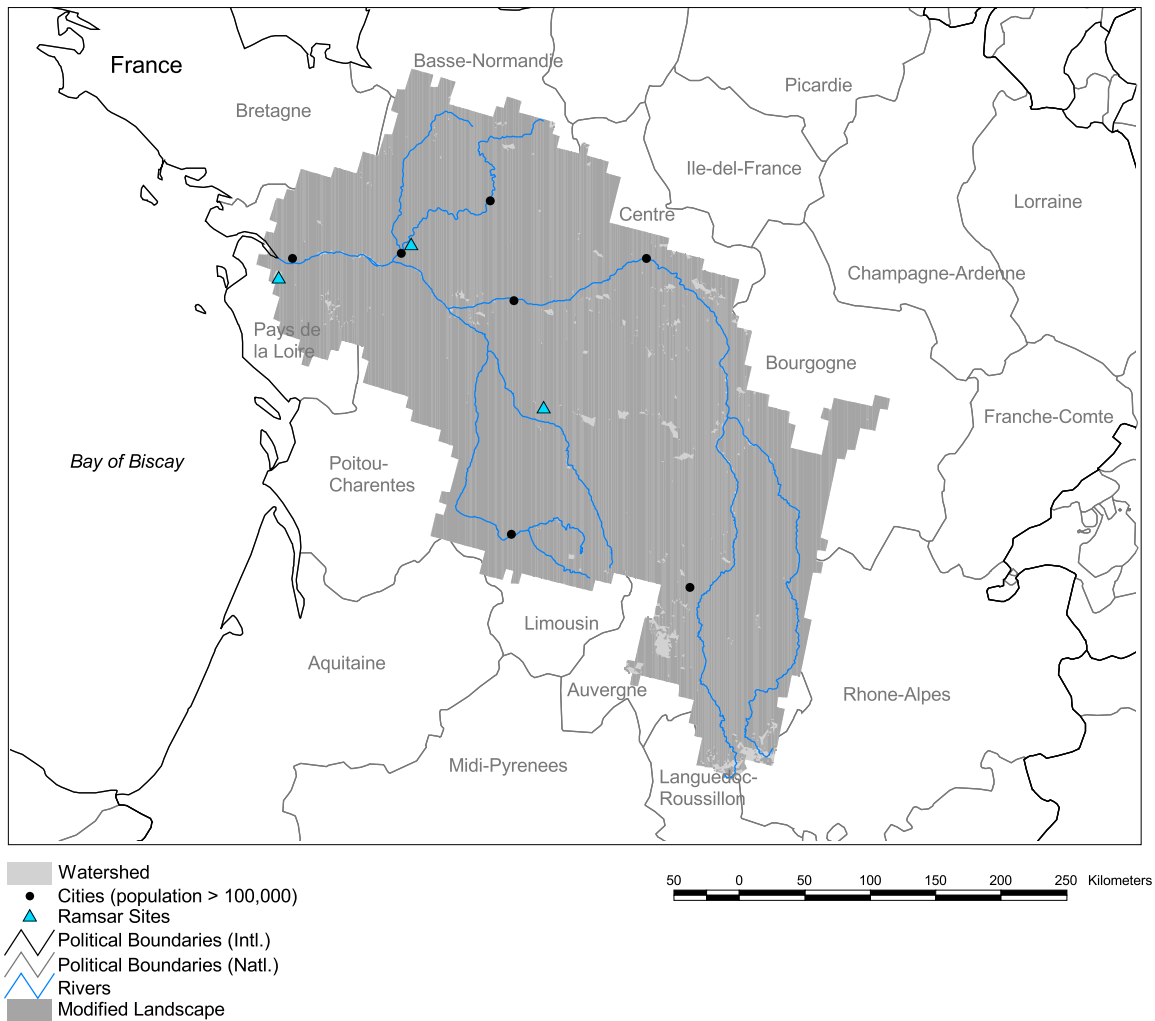 France
Basse-Normandie
Picardie
Bretagne
Ile-del-France
Lorraine
Centre
Champagne-Ardenne
Pays de
la Loire
Bourgogne
Franche-Comte
Bay of Biscay
Poitou-
Charentes
Limousin
Aquitaine
Auvergne
Rhone-Alpes
Midi-Pyrenees
Languedoc-
Roussillon
Watershed
Cities (population > 100,000)
Ramsar Sites
Political Boundaries (Intl.)
Political Boundaries (Natl.)
Rivers
Modified Landscape
50 0 50 100 150 200 250 Kilometers